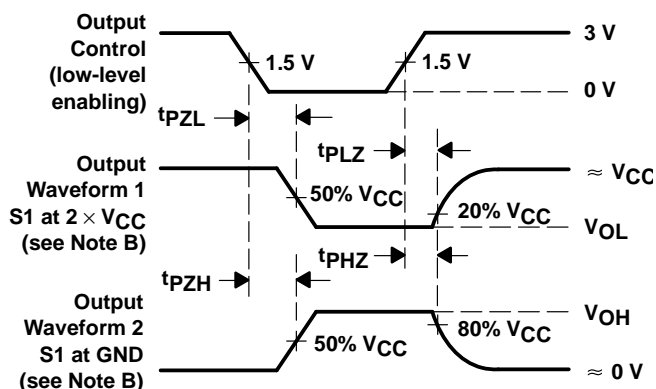 Output
Control
(low-level
enabling)
1.5 V
1.5 V
3 V
0 V
tPZL
tPLZ
Output
Waveform 1
S1 at 2 × VCC
(see Note B)
50% VCC
20% VCC
≈ VCC
VOL
tPZH
tPHZ
Output
Waveform 2
S1 at GND
(see Note B)
50% VCC
80% VCC
VOH
≈ 0 V